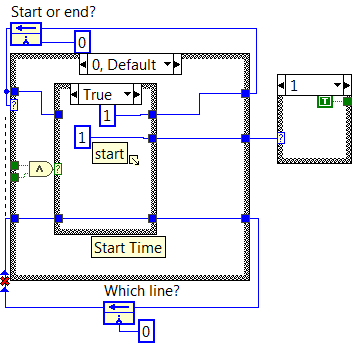 Start or end?
0
0, Default
True
1
1
T
1
start
?
?
?
Start Time
Which line?
0